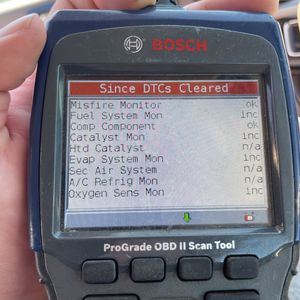 BOSCH
Since DTCs Cleared
Misfire Monitor ok
Fuel System Mon inc
Comp Component ok
Catalyst Mon inc
Htd Catalyst n/a
Evap System Mon inc
Sec Air System n/a
A/C Refrig Mon n/a
Oxygen Sens Mon inc
ProGrade OBD II Scan Tool